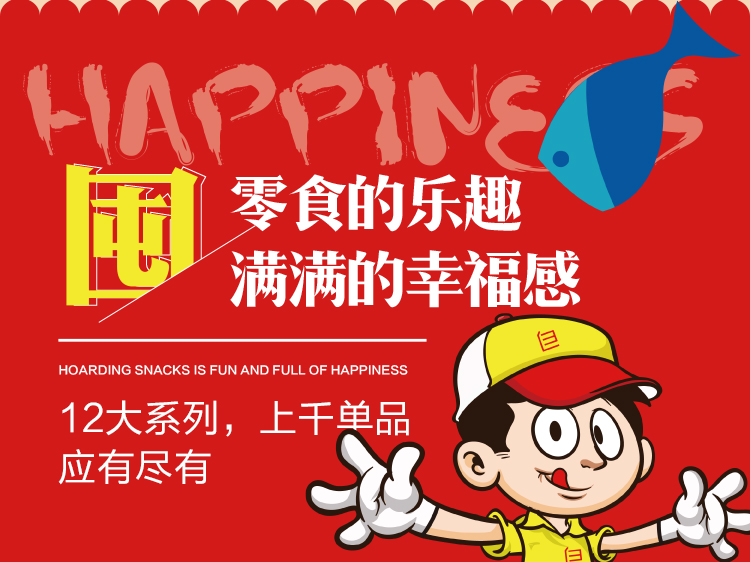 HAPPINESS
囤
零食的乐趣
满满的幸福感
HOARDING SNACKS IS FUN AND FULL OF HAPPINESS
12大系列，上千单品
应有尽有